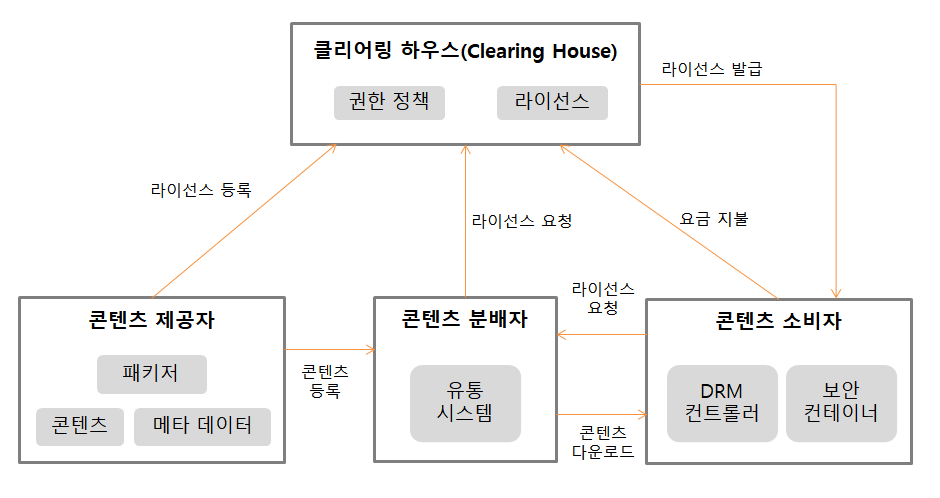 클리어링 하우스(Clearing House)
권한 정책
라이선스
라이선스 발급
라이선스 등록
라이선스 요청
요금 지불
콘텐츠 제공자
패키저
콘텐츠
메타 데이터
콘텐츠
등록
콘텐츠 분배자
유통
시스템
라이선스
요청
콘텐츠
다운로드
콘텐츠 소비자
DRM
컨트롤러
보안
컨테이너